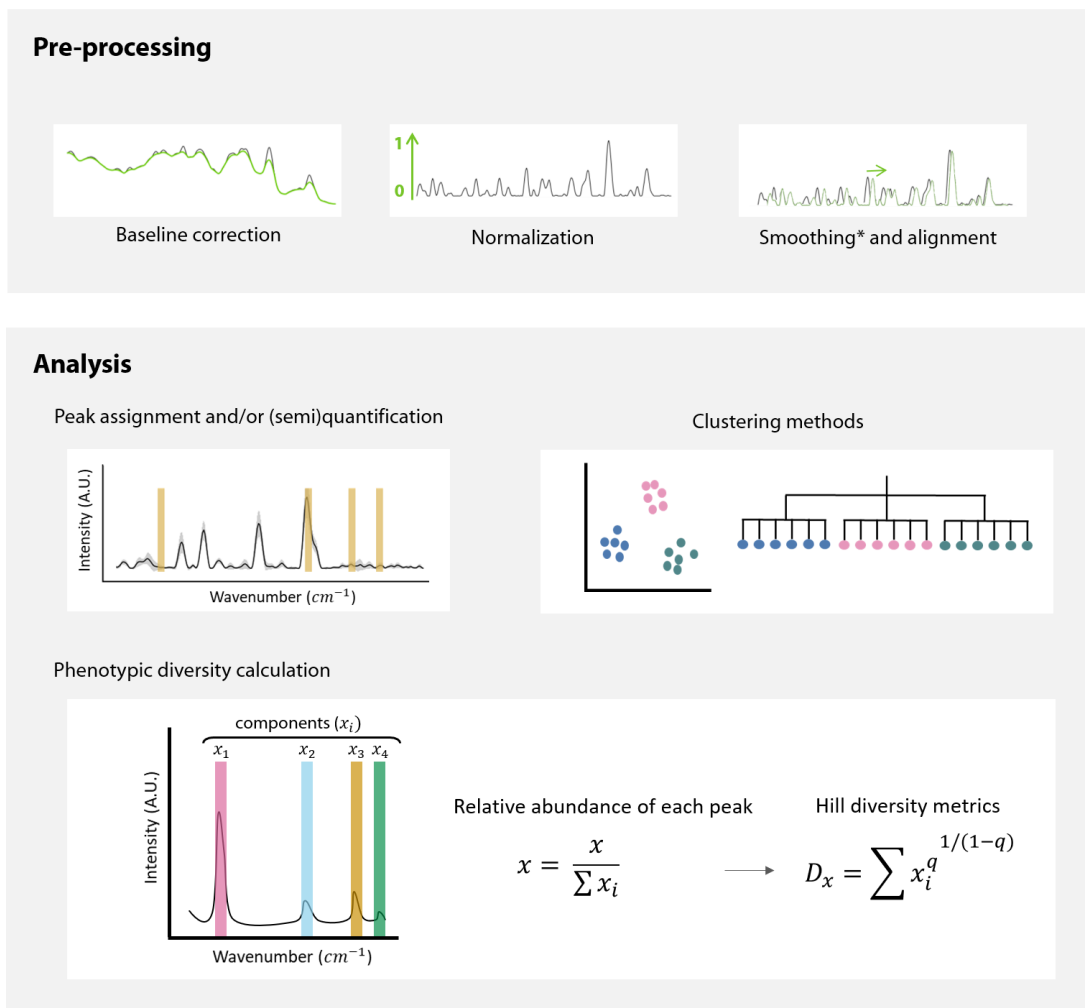 Pre-processing
1
0
Baseline correction
Normalization
Smoothing* and alignment
Analysis
Peak assignment and/or (semi)quantification
Clustering methods
Intensity (A.U.)
Wavenumber (cm⁻¹)
Phenotypic diversity calculation
components (xᵢ)
x₁ x₂ x₃ x₄
Intensity (A.U.)
Wavenumber (cm⁻¹)
Relative abundance of each peak
x = x / ∑ xᵢ
Hill diversity metrics
Dₓ = ∑ xᵢ^q ^1/(1−q)